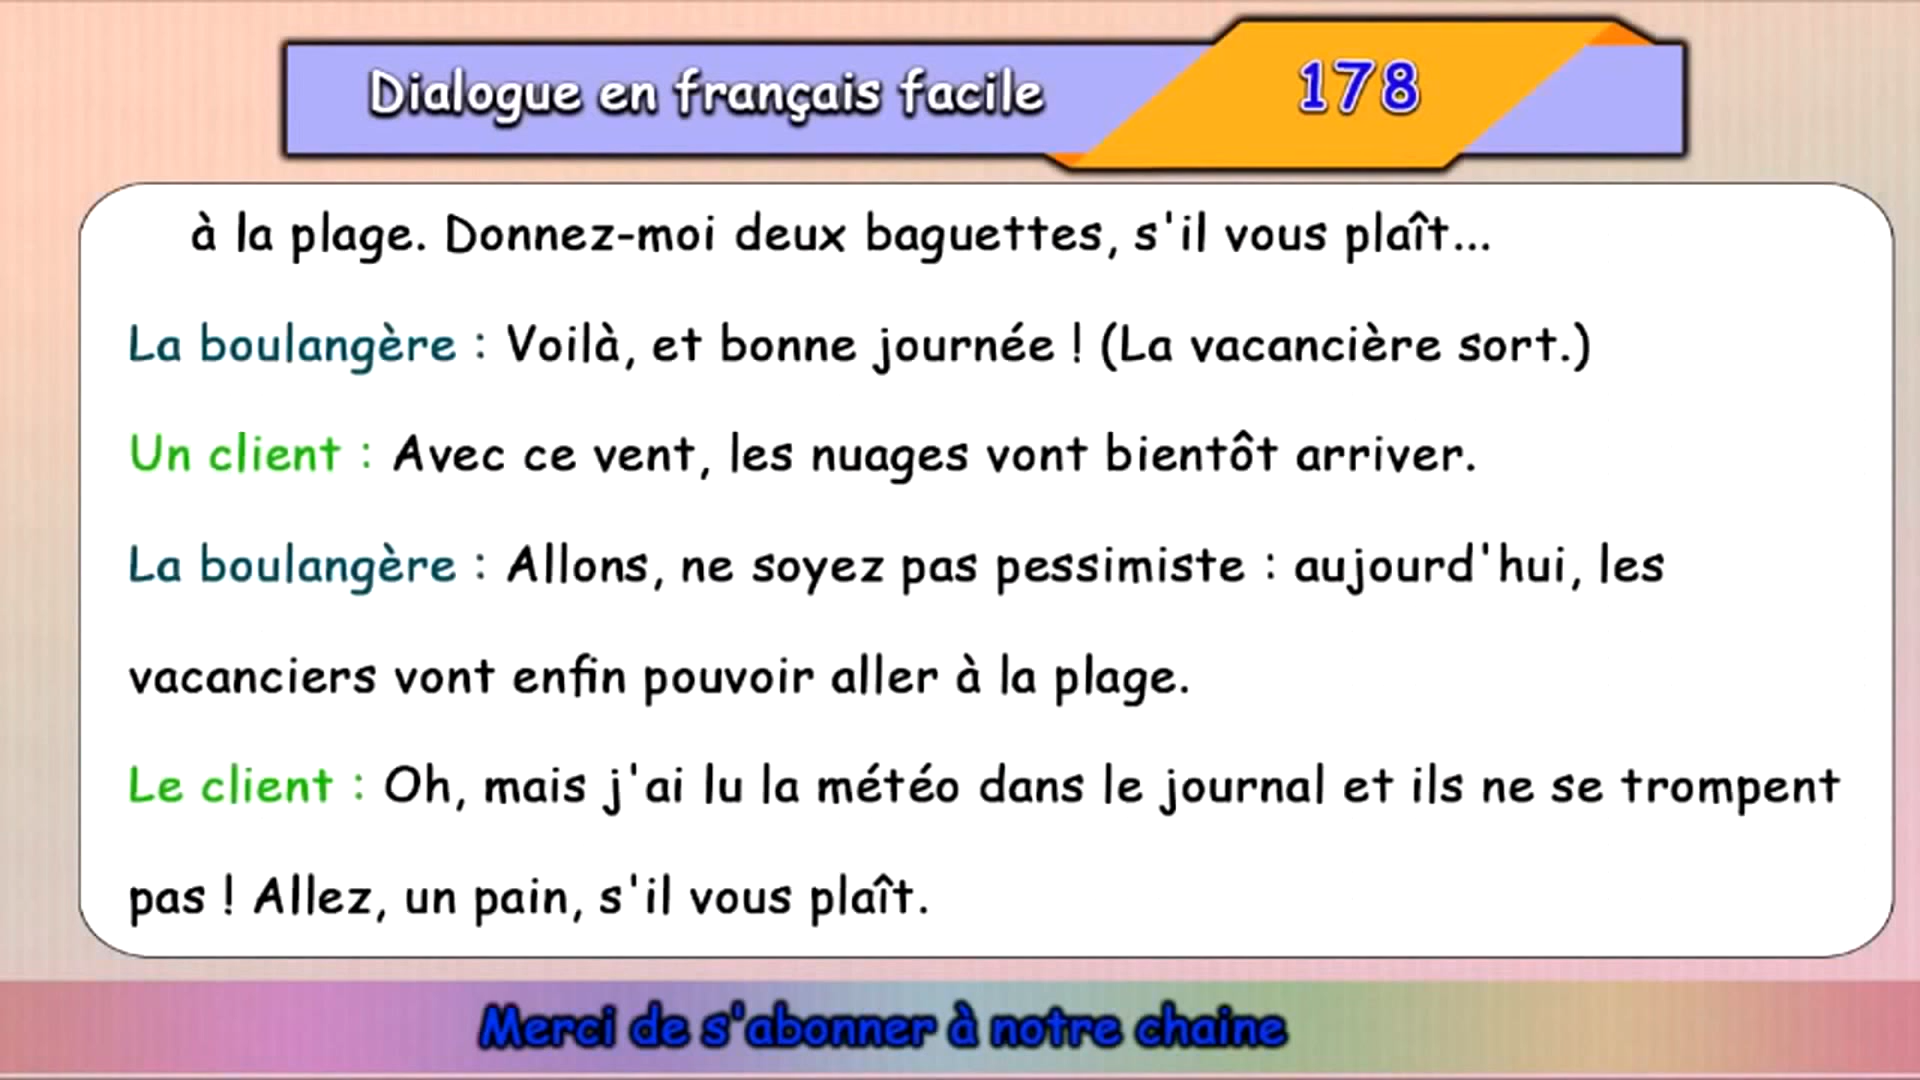 Dialogue en français facile 178
à la plage. Donnez-moi deux baguettes, s'il vous plaît...
La boulangère : Voilà, et bonne journée ! (La vacancière sort.)
Un client : Avec ce vent, les nuages vont bientôt arriver.
La boulangère : Allons, ne soyez pas pessimiste : aujourd'hui, les
vacanciers vont enfin pouvoir aller à la plage.
Le client : Oh, mais j'ai lu la météo dans le journal et ils ne se trompent
pas ! Allez, un pain, s'il vous plaît.
Merci de s'abonner à notre chaine